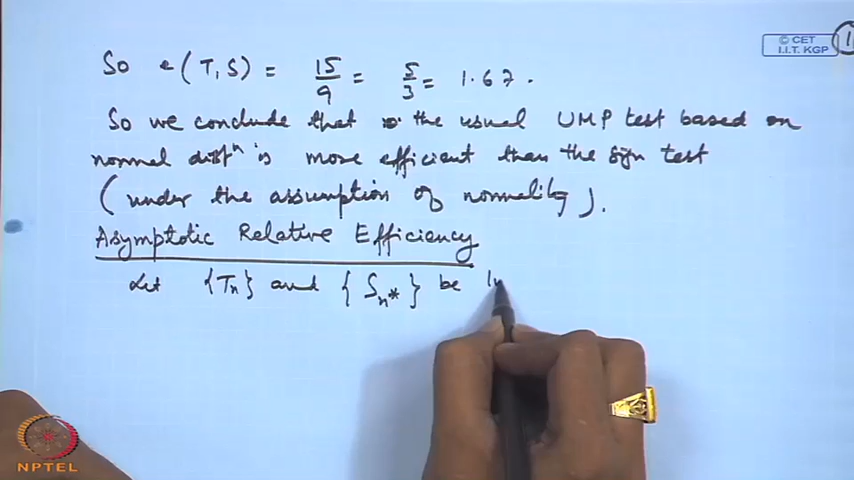 © CET
I.I.T. KGP
So e(T,S) = 15/9 = 5/3 = 1.67.
So we conclude that the usual UMP test based on
normal distⁿ is more efficient than the sign test
(under the assumption of normality).
Asymptotic Relative Efficiency
Let {Tₙ} and {Sₙ*} be
NPTEL